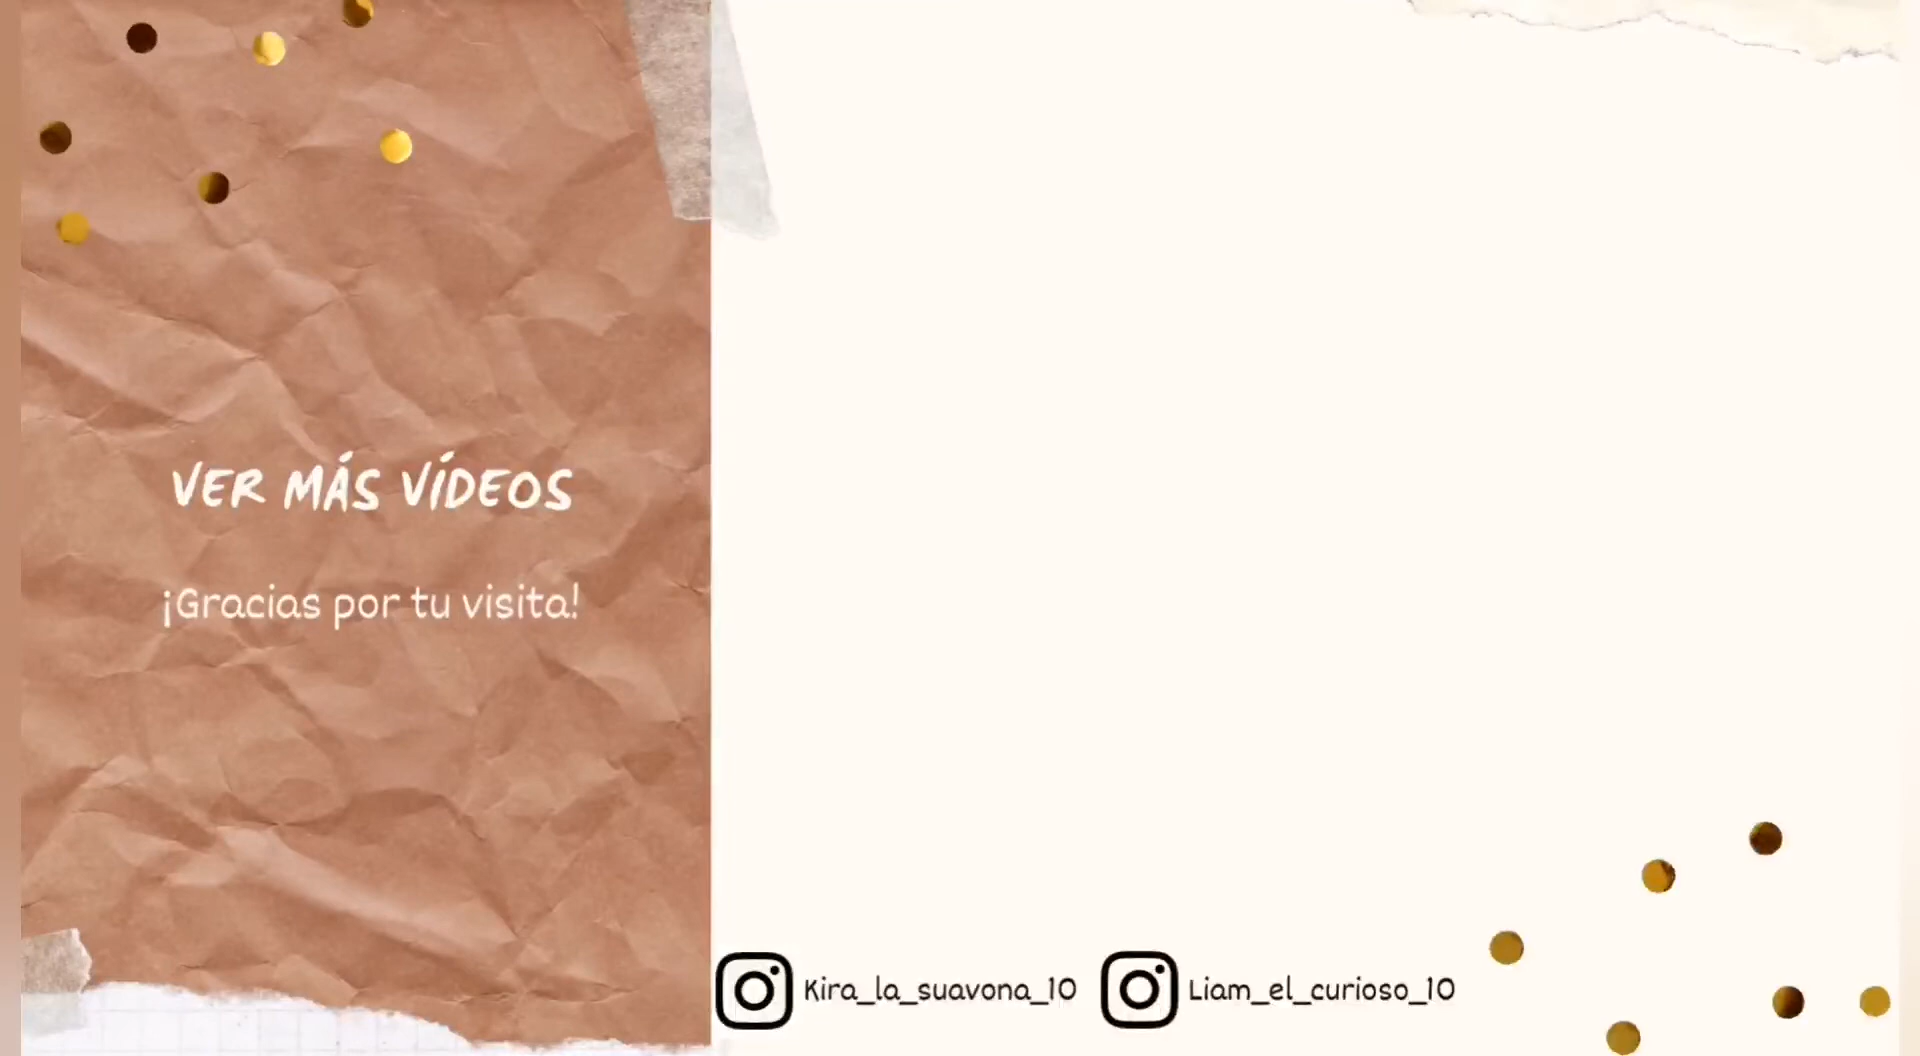 VER MÁS VÍDEOS
¡Gracias por tu visita!
Kira_la_suavona_10
Liam_el_curioso_10